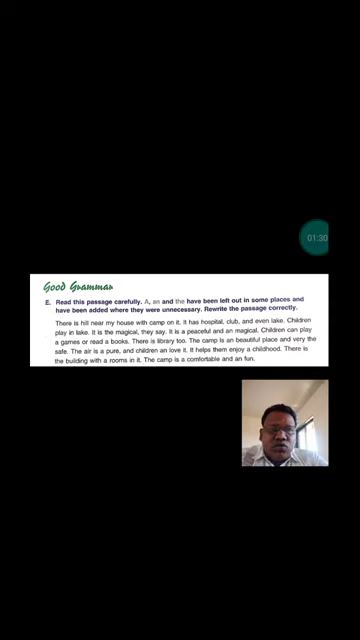 01:30
Good Grammar
E. Read this passage carefully. A, an and the have been left out in some places and
have been added where they were unnecessary. Rewrite the passage correctly.
There is hill near my house with camp on it. It has hospital, club, and even lake. Children
play in lake. It is the magical, they say. It is a peaceful and an magical. Children can play
a games or read a books. There is library too. The camp is an beautiful place and very the
safe. The air is a pure, and children an love it. It helps them enjoy a childhood. There is
the building with a rooms in it. The camp is a comfortable and an fun.